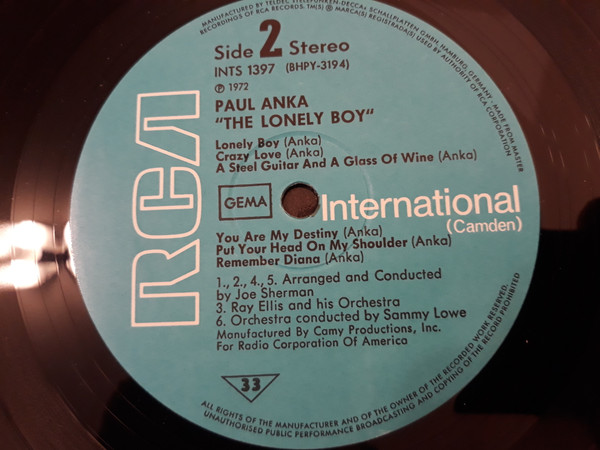 MANUFACTURED BY TELDEC »TELEFUNKEN-DECCA« SCHALLPLATTEN GMBH, HAMBURG, GERMANY · MADE FROM MASTER
RECORDINGS OF RCA RECORDS. TM(S) ® MARCA(S) REGISTRADA(S) USED BY AUTHORITY OF RCA CORPORATION
Side 2 Stereo
INTS 1397 (BHPY-3194)
℗ 1972
PAUL ANKA
"THE LONELY BOY"
Lonely Boy (Anka)
Crazy Love (Anka)
A Steel Guitar And A Glass Of Wine (Anka)
RCA
GEMA
International
(Camden)
You Are My Destiny (Anka)
Put Your Head On My Shoulder (Anka)
Remember Diana (Anka)
1., 2., 4., 5. Arranged and Conducted
by Joe Sherman
3. Ray Ellis and his Orchestra
6. Orchestra conducted by Sammy Lowe
Manufactured By Camy Productions, Inc.
For Radio Corporation Of America
33
ALL RIGHTS OF THE MANUFACTURER AND OF THE OWNER OF THE RECORDED WORK RESERVED.
UNAUTHORISED PUBLIC PERFORMANCE BROADCASTING AND COPYING OF THE RECORD PROHIBITED